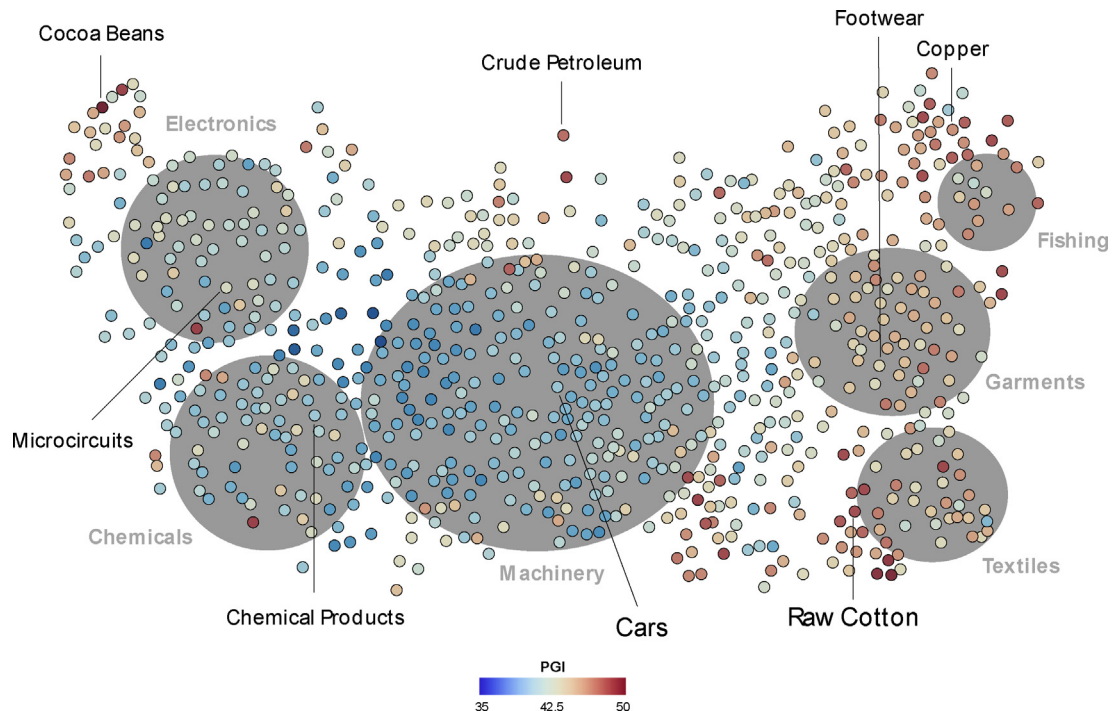 Footwear
Cocoa Beans
Copper
Crude Petroleum
Electronics
Fishing
Garments
Microcircuits
Chemicals
Textiles
Machinery
Chemical Products
Raw Cotton
Cars
PGI
35
42.5
50